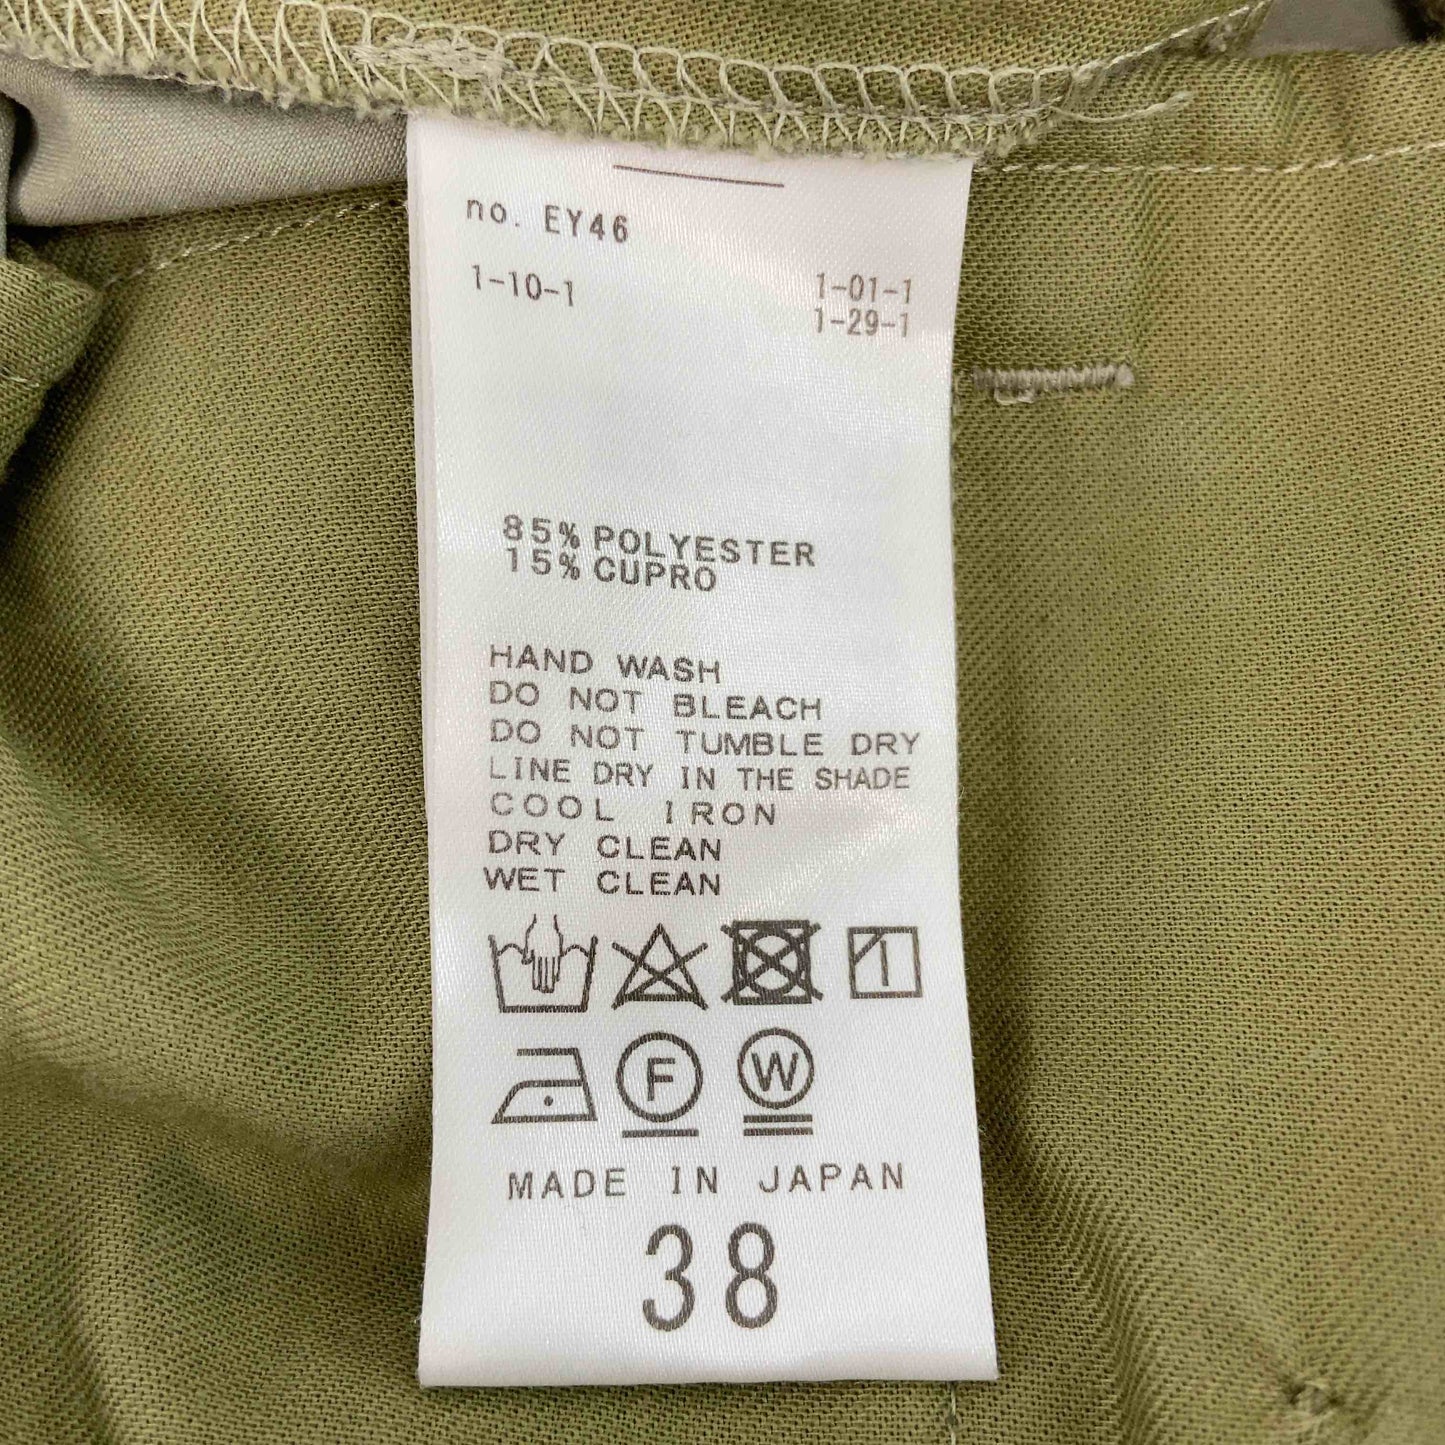 no. EY46
1-10-1 1-01-1
1-29-1
85% POLYESTER
15% CUPRO
HAND WASH
DO NOT BLEACH
DO NOT TUMBLE DRY
LINE DRY IN THE SHADE
COOL IRON
DRY CLEAN
WET CLEAN
F W
MADE IN JAPAN
38